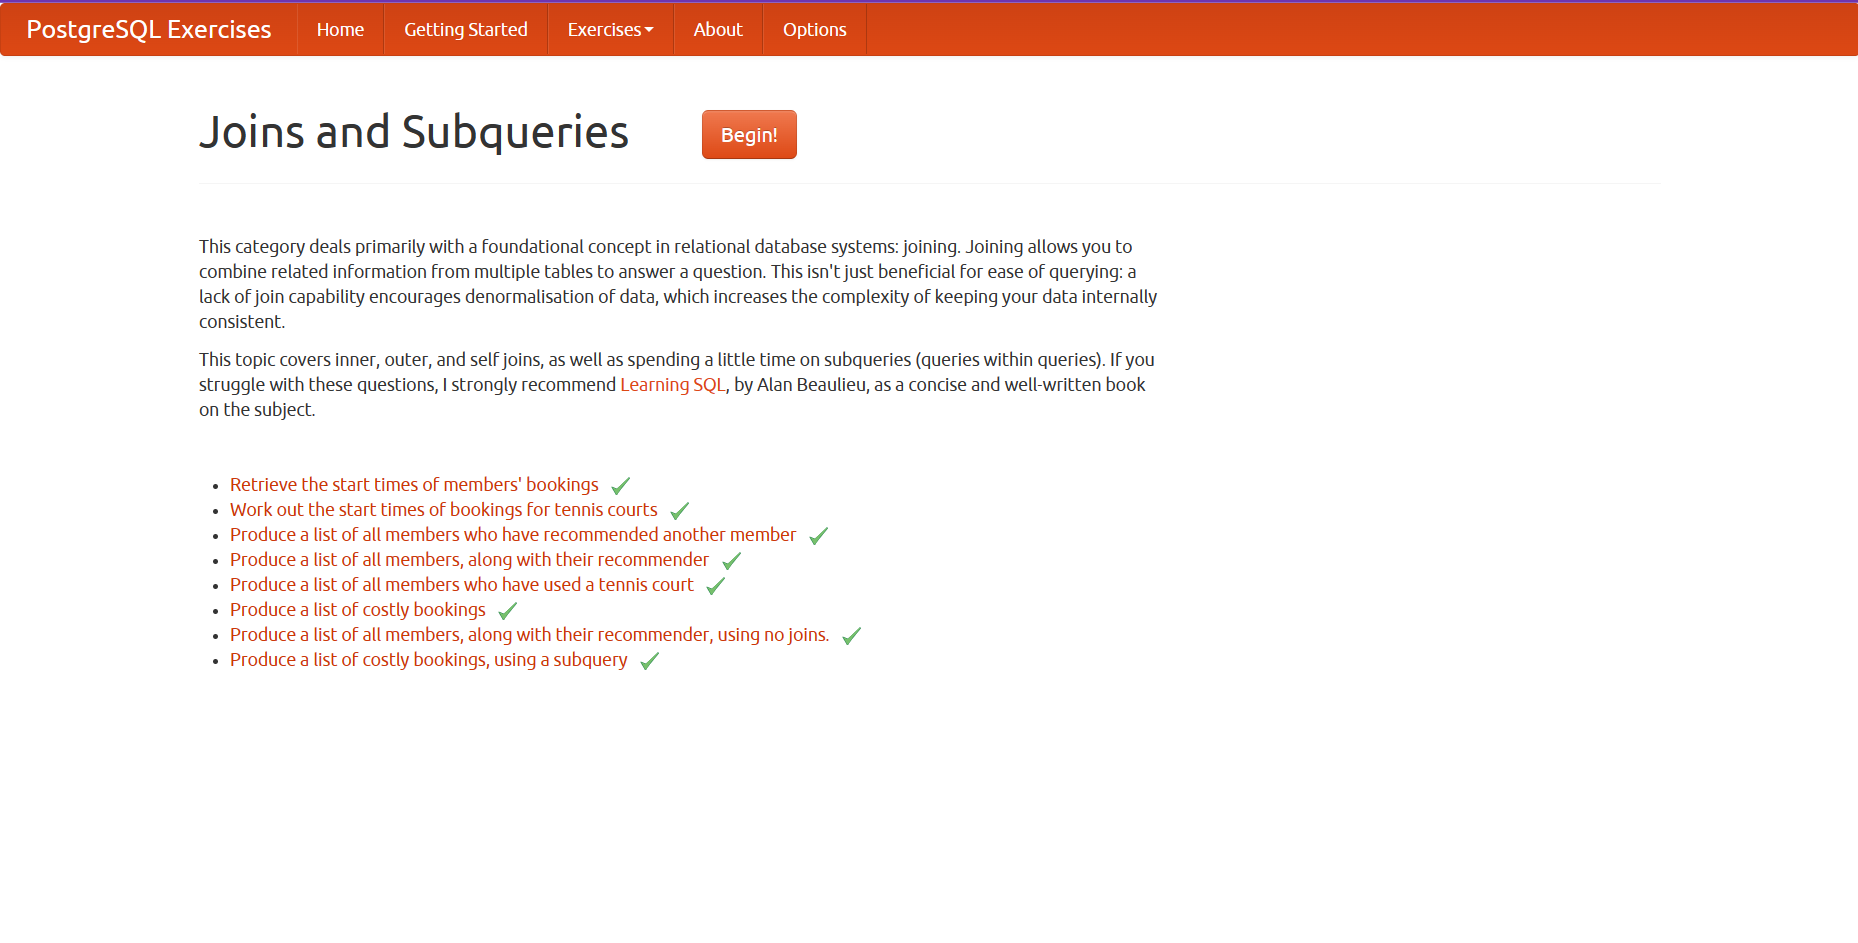 PostgreSQL Exercises Home Getting Started Exercises About Options
Joins and Subqueries Begin!
This category deals primarily with a foundational concept in relational database systems: joining. Joining allows you to
combine related information from multiple tables to answer a question. This isn't just beneficial for ease of querying: a
lack of join capability encourages denormalisation of data, which increases the complexity of keeping your data internally
consistent.
This topic covers inner, outer, and self joins, as well as spending a little time on subqueries (queries within queries). If you
struggle with these questions, I strongly recommend Learning SQL, by Alan Beaulieu, as a concise and well-written book
on the subject.
Retrieve the start times of members' bookings
Work out the start times of bookings for tennis courts
Produce a list of all members who have recommended another member
Produce a list of all members, along with their recommender
Produce a list of all members who have used a tennis court
Produce a list of costly bookings
Produce a list of all members, along with their recommender, using no joins.
Produce a list of costly bookings, using a subquery